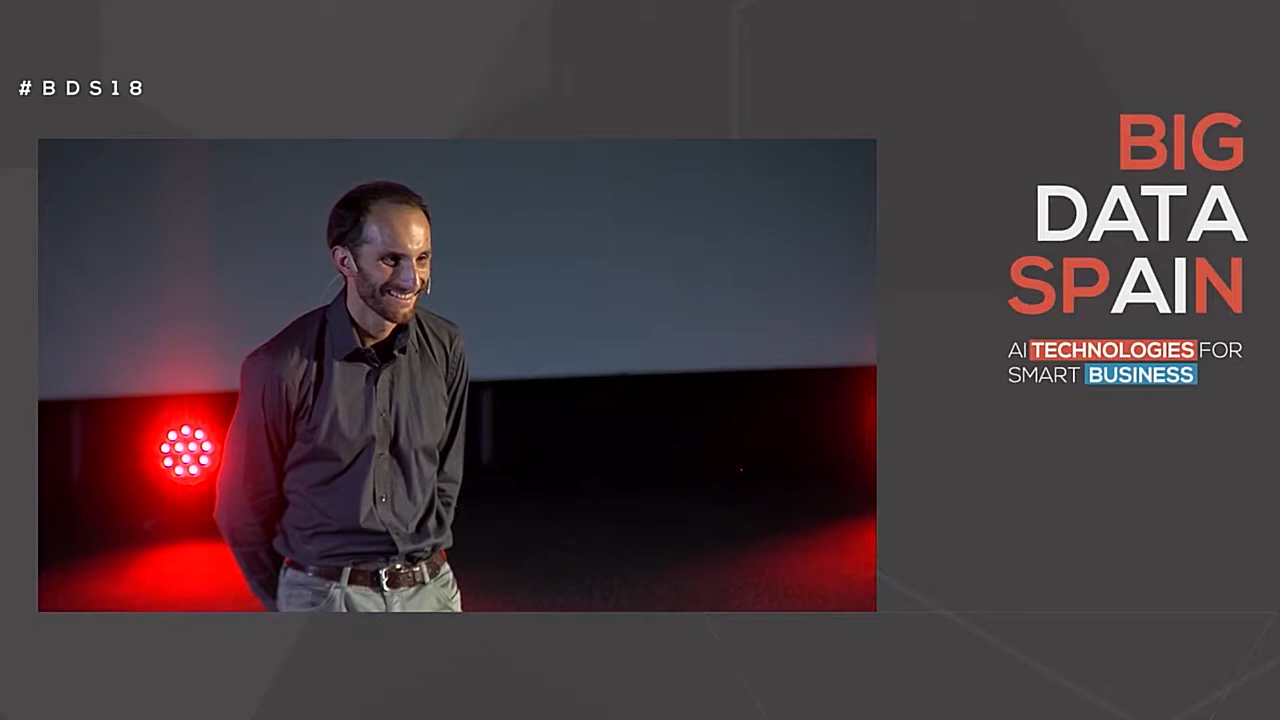 #BDS18
BIG
DATA
SPAIN
AI TECHNOLOGIES FOR
SMART BUSINESS